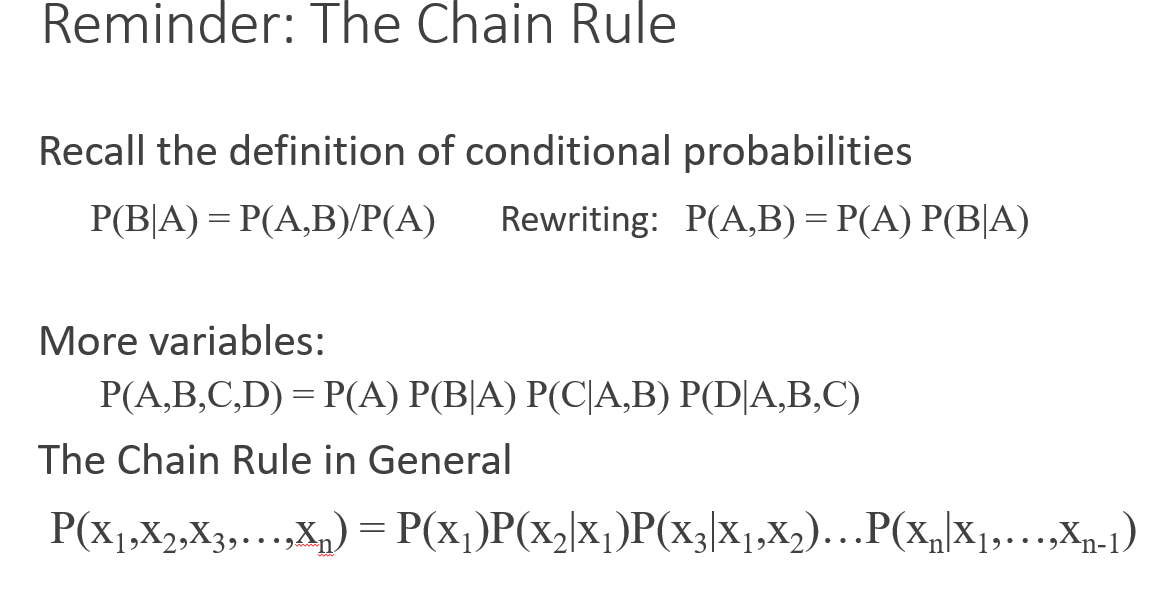 Reminder: The Chain Rule
Recall the definition of conditional probabilities
P(B|A) = P(A,B)/P(A) Rewriting: P(A,B) = P(A) P(B|A)
More variables:
P(A,B,C,D) = P(A) P(B|A) P(C|A,B) P(D|A,B,C)
The Chain Rule in General
P(x₁,x₂,x₃,…,xₙ) = P(x₁)P(x₂|x₁)P(x₃|x₁,x₂)…P(xₙ|x₁,…,xₙ₋₁)